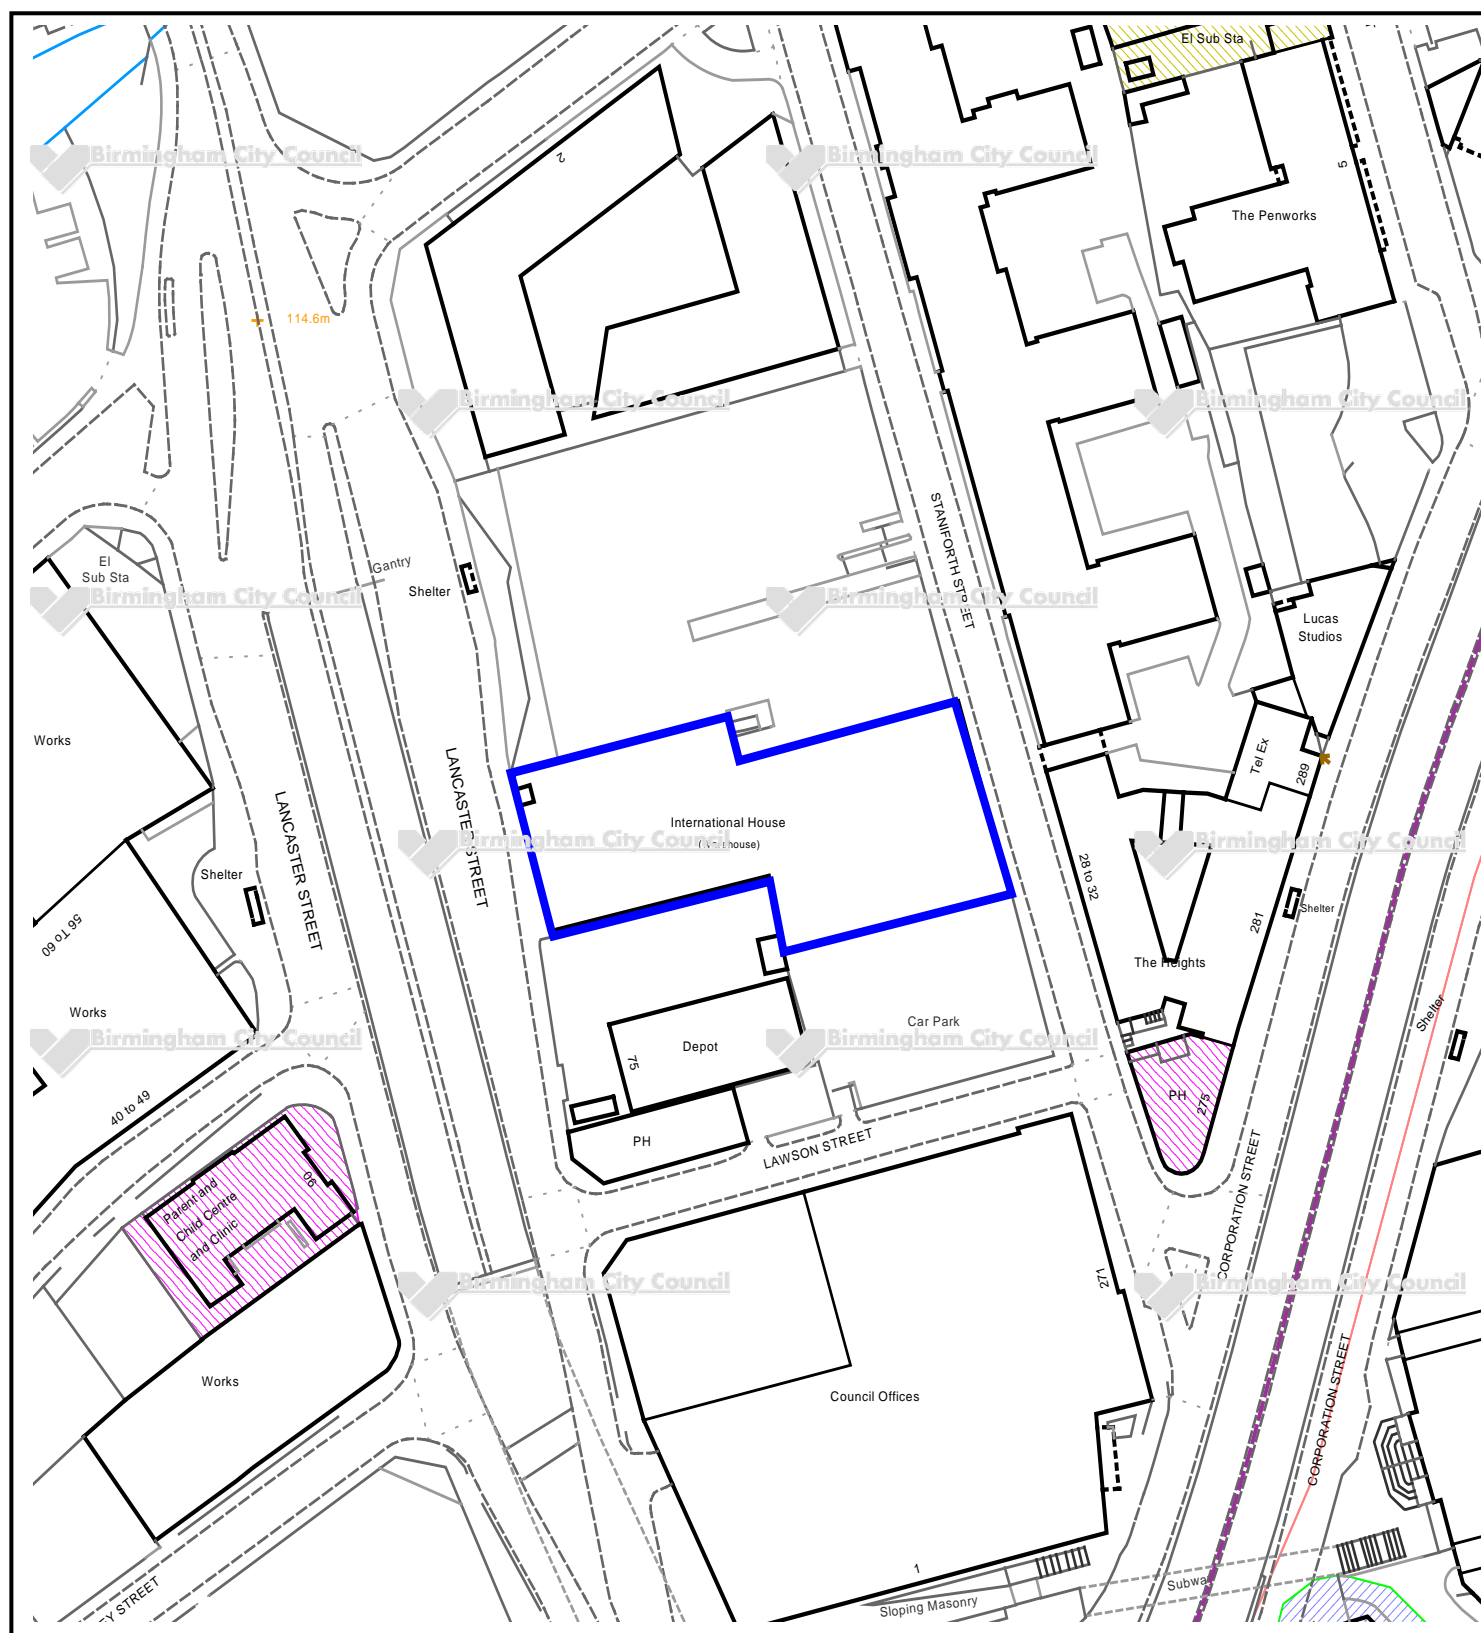 El Sub Sta
Birmingham City Council
Birmingham City Council
2
5
The Penworks
114.6m
Birmingham City Council
Birmingham City Council
STANIFORTH STREET
El
Sub Sta
Gantry
Shelter
Birmingham City Council
Birmingham City Council
Lucas
Studios
Works
Tel Ex
289
LANCASTER STREET
LANCASTER STREET
International House
Birmingham City Council
Birmingham City Council
28 to 32
Shelter
Shelter
281
56 To 60
The Heights
Works
Car Park
Shelter
Birmingham City Council
Birmingham City Council
Depot
75
40 to 49
PH
275
PH
LAWSON STREET
90
Parent and
Child Centre
and Clinic
CORPORATION STREET
271
Birmingham City Council
Birmingham City Council
Works
Council Offices
CORPORATION STREET
1
Subway
Sloping Masonry
EY STREET